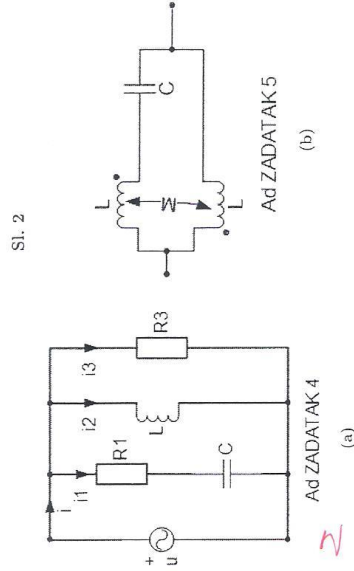 Sl. 2
i
i1
i2
i3
R1
L
R3
C
+
u
Ad ZADATAK 4
(a)
L
M
L
C
Ad ZADATAK 5
(b)